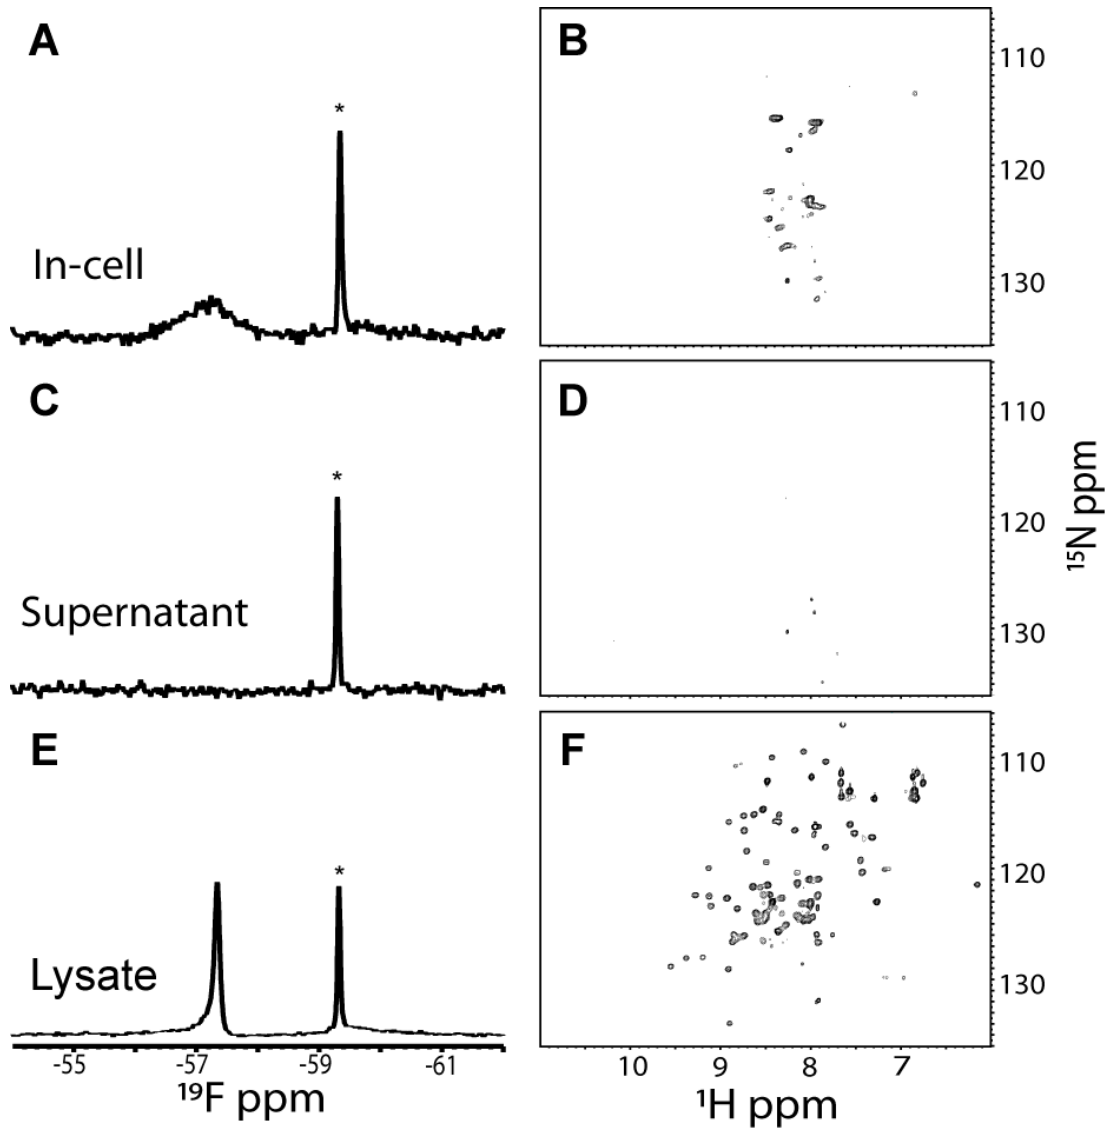 A
*
In-cell
B
110
120
130
C
*
Supernatant
D
110
120
130
¹⁵N ppm
E
*
Lysate
F
110
120
130
-55 -57 -59 -61
¹⁹F ppm
10 9 8 7
¹H ppm